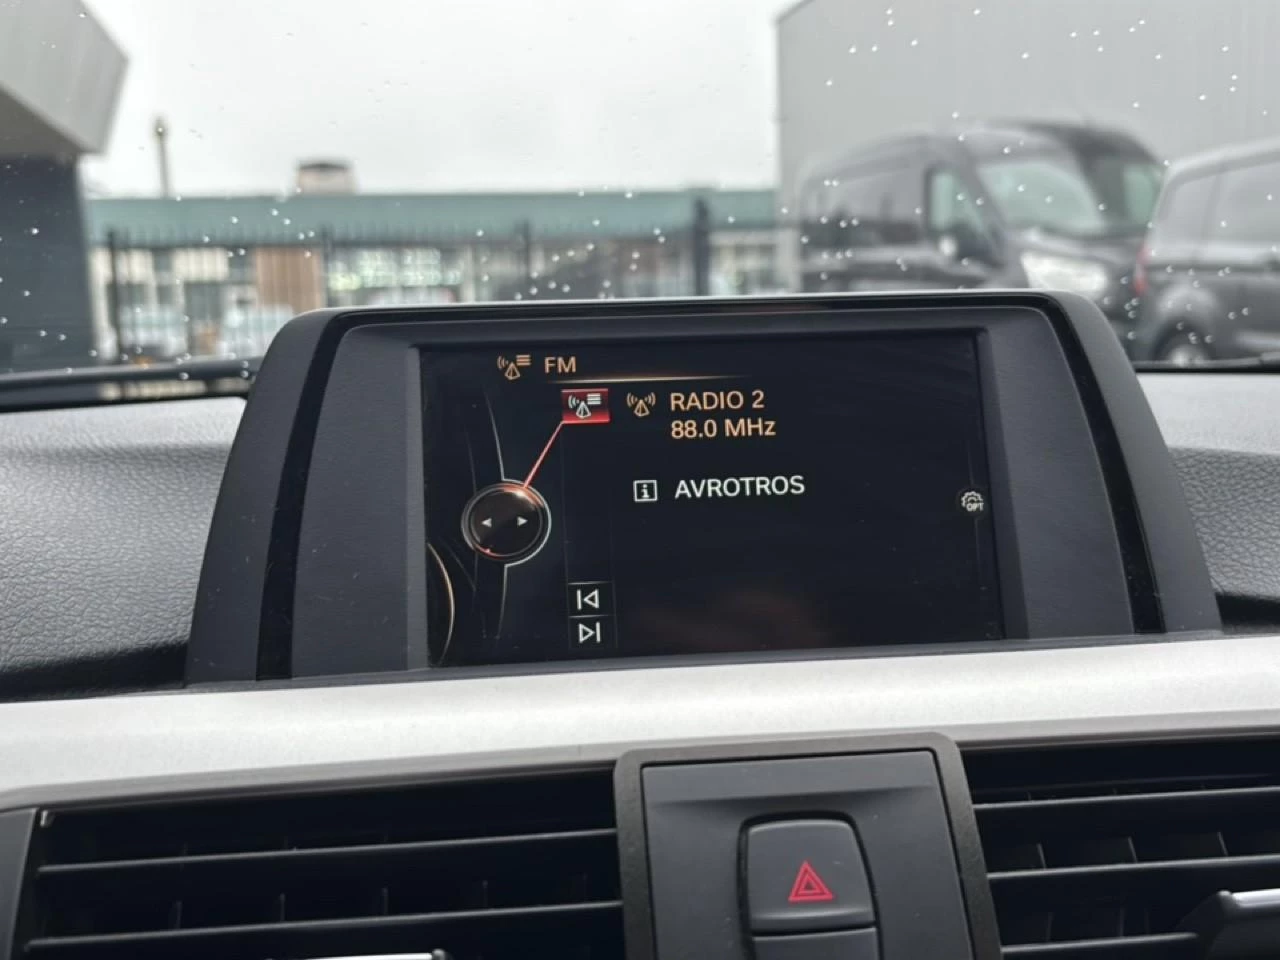 FM
RADIO 2
88.0 MHz
AVROTROS
OPT